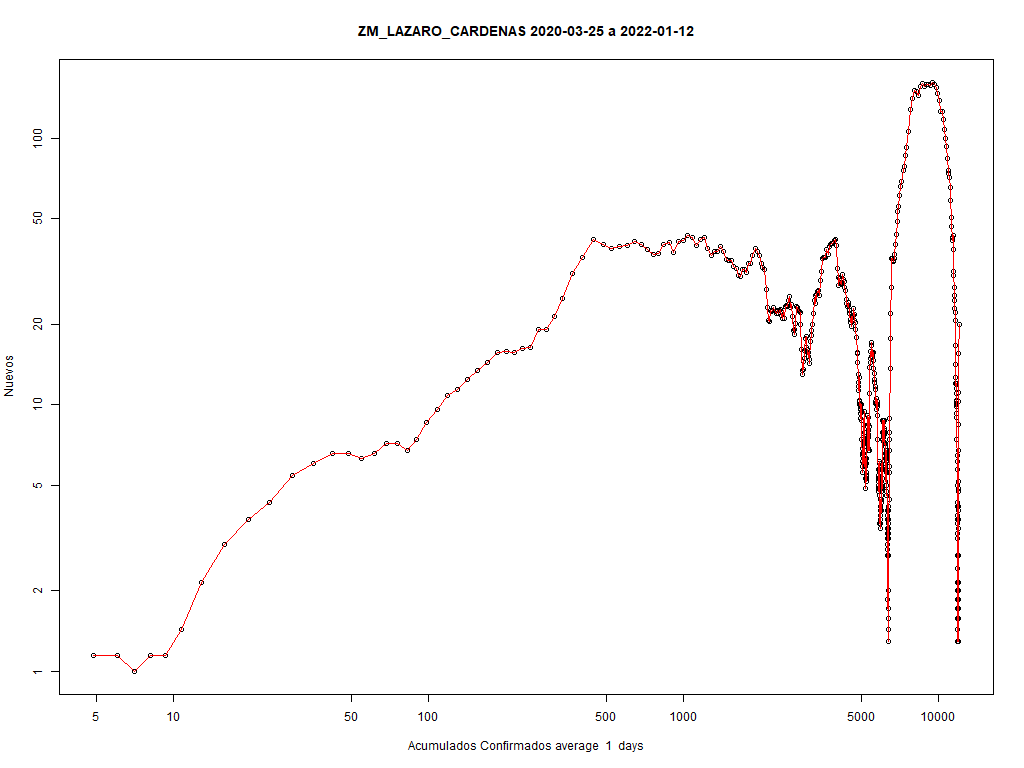 ZM_LAZARO_CARDENAS 2020-03-25 a 2022-01-12
Nuevos
100
50
20
10
5
2
1
5 10 50 100 500 1000 5000 10000
Acumulados Confirmados average 1 days